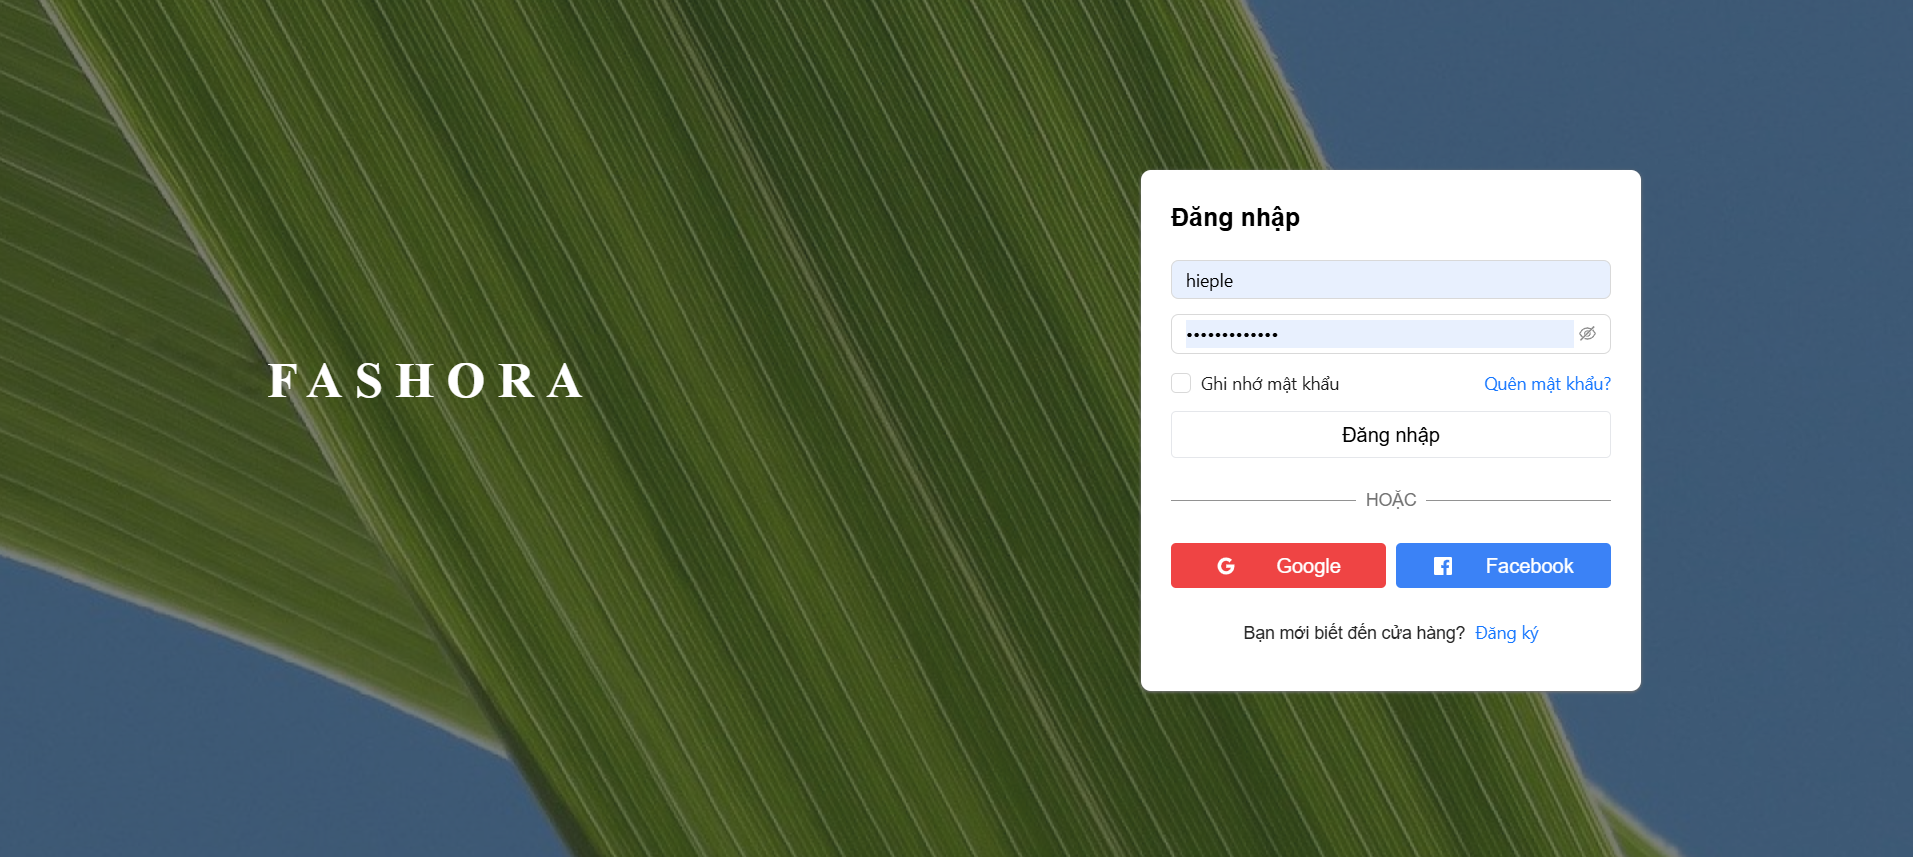 FASHORA
Đăng nhập
hieple
•••••••••••••
Ghi nhớ mật khẩu
Quên mật khẩu?
Đăng nhập
HOẶC
Google
Facebook
Bạn mới biết đến cửa hàng? Đăng ký